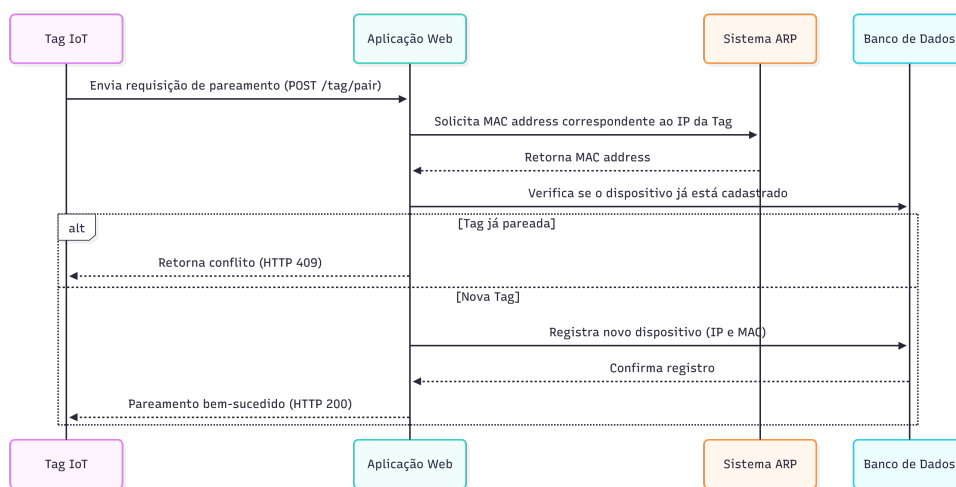 Tag IoT
Aplicação Web
Sistema ARP
Banco de Dados
Envia requisição de pareamento (POST /tag/pair)
Solicita MAC address correspondente ao IP da Tag
Retorna MAC address
Verifica se o dispositivo já está cadastrado
alt
[Tag já pareada]
Retorna conflito (HTTP 409)
[Nova Tag]
Registra novo dispositivo (IP e MAC)
Confirma registro
Pareamento bem-sucedido (HTTP 200)
Tag IoT
Aplicação Web
Sistema ARP
Banco de Dados